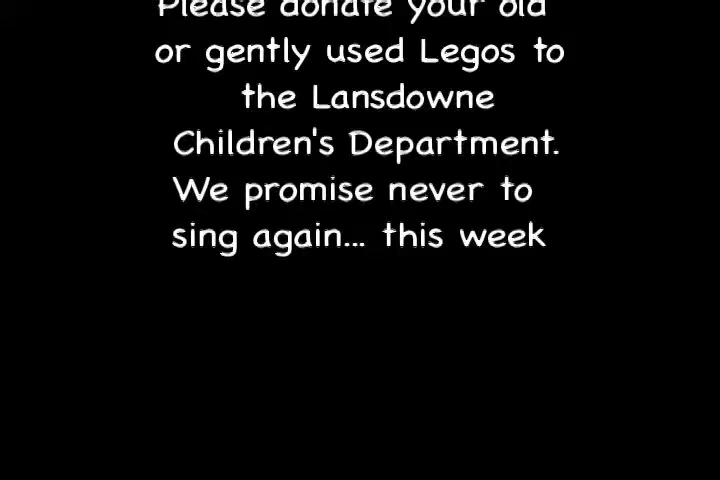 Please donate your old
or gently used Legos to
the Lansdowne
Children's Department.
We promise never to
sing again... this week